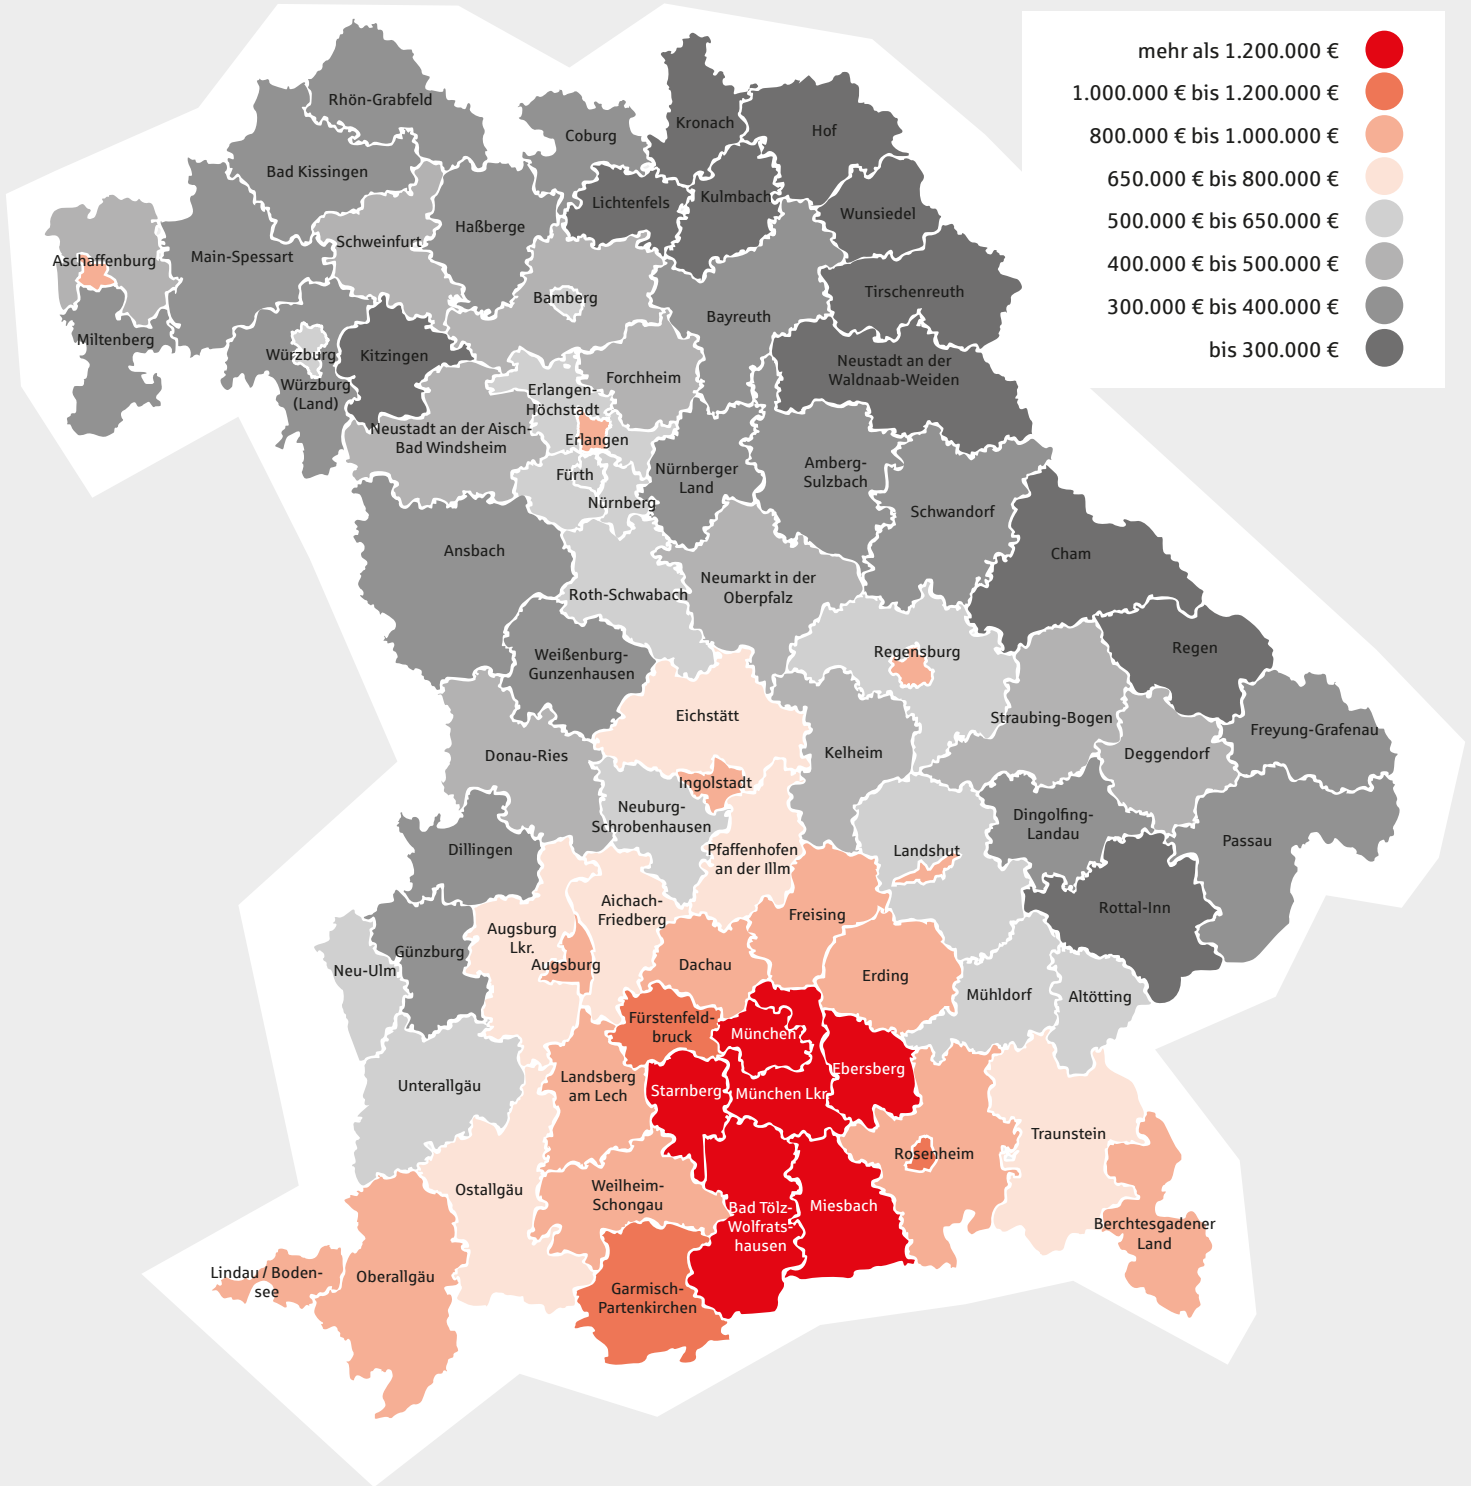 mehr als 1.200.000 €
1.000.000 € bis 1.200.000 €
800.000 € bis 1.000.000 €
650.000 € bis 800.000 €
500.000 € bis 650.000 €
400.000 € bis 500.000 €
300.000 € bis 400.000 €
bis 300.000 €
Rhön-Grabfeld
Coburg
Kronach
Hof
Bad Kissingen
Lichtenfels
Kulmbach
Wunsiedel
Haßberge
Schweinfurt
Main-Spessart
Aschaffenburg
Bamberg
Tirschenreuth
Bayreuth
Miltenberg
Würzburg
Kitzingen
Würzburg
(Land)
Neustadt an der
Waldnaab-Weiden
Forchheim
Erlangen-
Höchstadt
Neustadt an der Aisch-
Bad Windsheim
Erlangen
Fürth
Nürnberg
Nürnberger
Land
Amberg-
Sulzbach
Schwandorf
Cham
Ansbach
Roth-Schwabach
Neumarkt in der
Oberpfalz
Weißenburg-
Gunzenhausen
Regensburg
Regen
Eichstätt
Straubing-Bogen
Freyung-Grafenau
Donau-Ries
Kelheim
Deggendorf
Ingolstadt
Neuburg-
Schrobenhausen
Dingolfing-
Landau
Passau
Dillingen
Pfaffenhofen
an der Illm
Landshut
Aichach-
Friedberg
Freising
Rottal-Inn
Augsburg
Lkr.
Augsburg
Günzburg
Neu-Ulm
Dachau
Erding
Mühldorf
Altötting
Fürstenfeld-
bruck
München
Ebersberg
Unterallgäu
Landsberg
am Lech
Starnberg
München Lkr.
Traunstein
Rosenheim
Ostallgäu
Weilheim-
Schongau
Bad Tölz-
Wolfrats-
hausen
Miesbach
Berchtesgadener
Land
Lindau / Boden-
see
Oberallgäu
Garmisch-
Partenkirchen